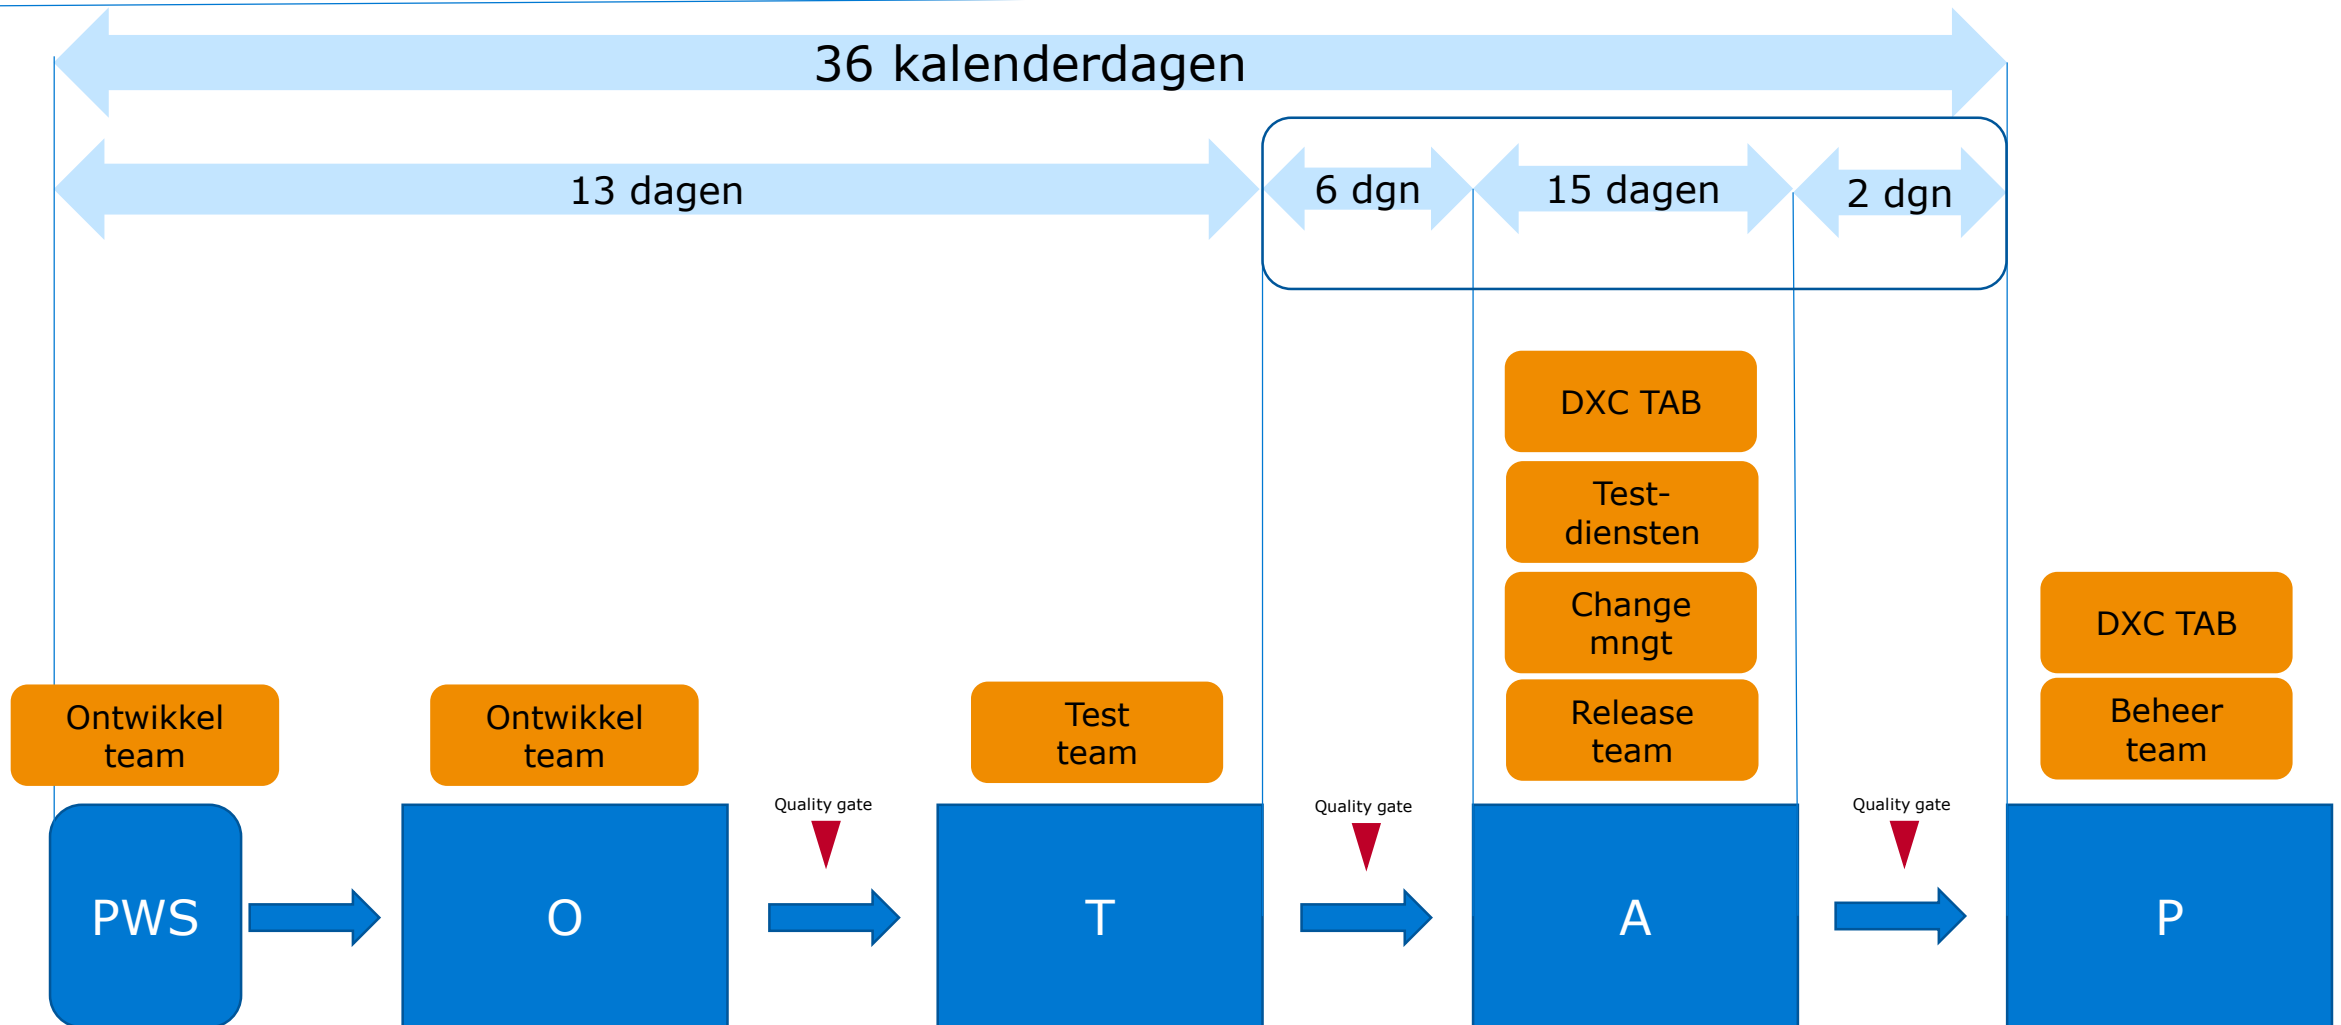 36 kalenderdagen
13 dagen
6 dgn
15 dagen
2 dgn
DXC TAB
Test-
diensten
Change
mngt
Release
team
DXC TAB
Beheer
team
Ontwikkel
team
Ontwikkel
team
Test
team
Quality gate
Quality gate
Quality gate
PWS
O
T
A
P